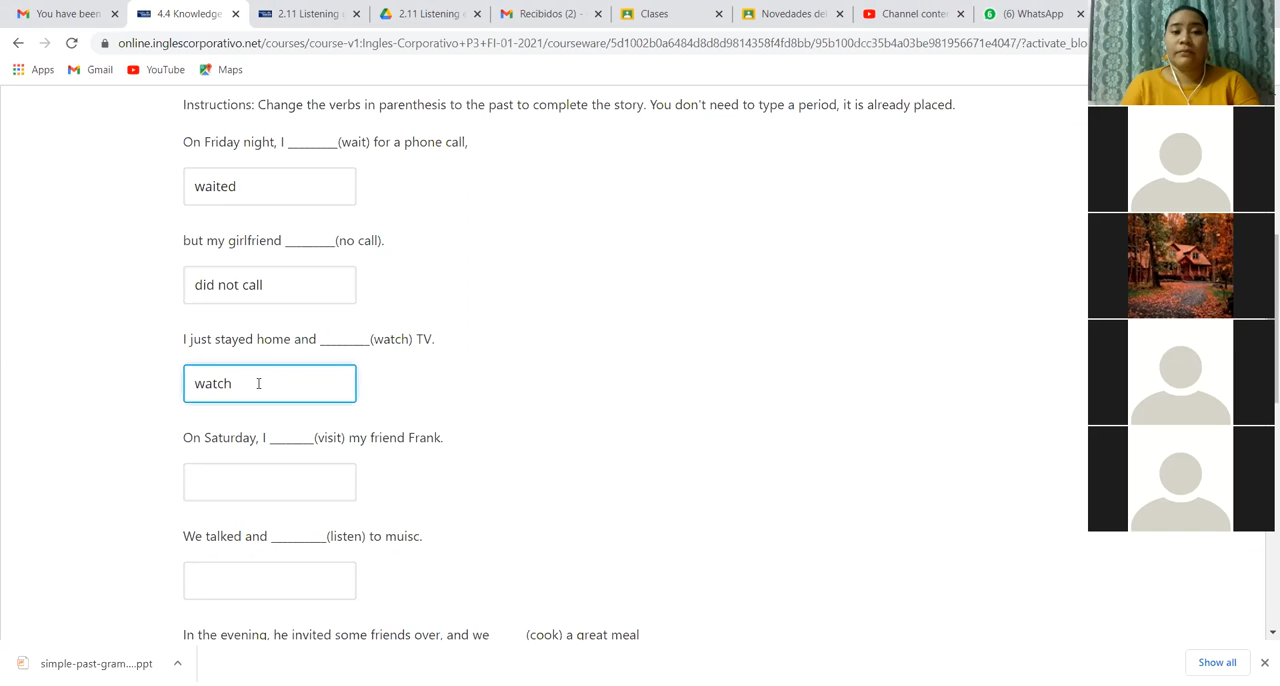 You have been
4.4 Knowledge
2.11 Listening
2.11 Listening
Recibidos (2) -
Clases
Novedades del
Channel conte
(6) WhatsApp
online.inglescorporativo.net/courses/course-v1:Ingles-Corporativo+P3+FI-01-2021/courseware/5d1002b0a6484d8d8d9814358f4fd8bb/95b100dcc35b4a03be981956671e4047/?activate_blo
Apps
Gmail
YouTube
Maps
Instructions: Change the verbs in parenthesis to the past to complete the story. You don't need to type a period, it is already placed.
On Friday night, I ________(wait) for a phone call,
waited
but my girlfriend ________(no call).
did not call
I just stayed home and ________(watch) TV.
watch
On Saturday, I _______(visit) my friend Frank.
We talked and _________(listen) to muisc.
In the evening, he invited some friends over, and we _____(cook) a great meal
simple-past-gram....ppt
Show all